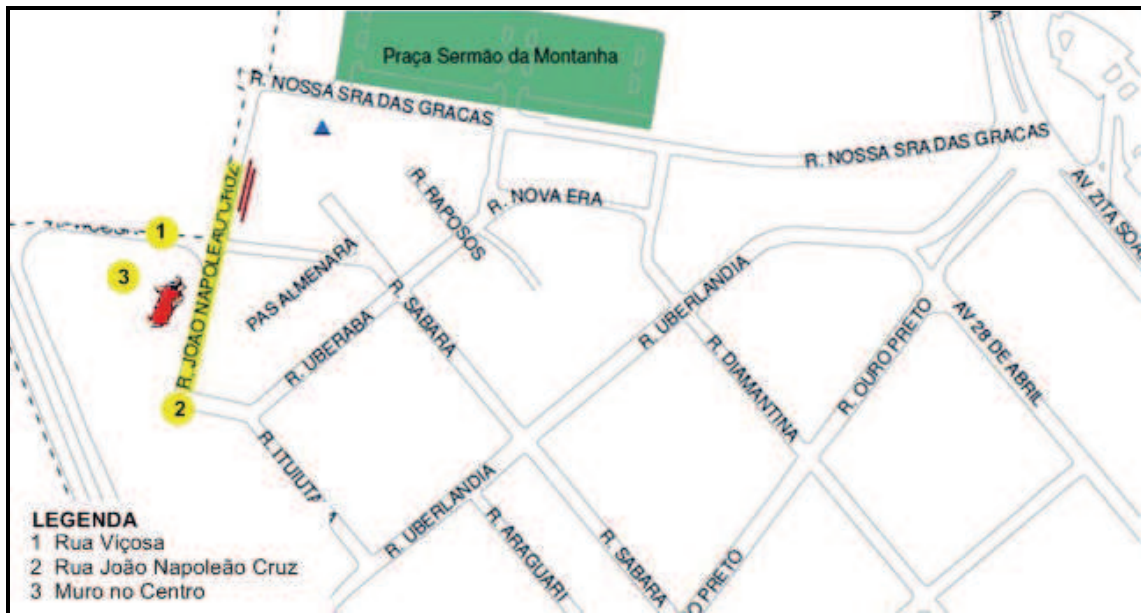 Praça Sermão da Montanha
R. NOSSA SRA DAS GRACAS
R. NOSSA SRA DAS GRACAS
AV ZITA SOA
R. RAPOSOS
R. NOVA ERA
R. JOAO NAPOLEAO CRUZ
1
3
2
PAS ALMENARA
R. SABARA
R. UBERABA
R. UBERLANDIA
R. DIAMANTINA
R. OURO PRETO
AV 28 DE ABRIL
R. ITUIUTABA
R. UBERLANDIA
R. ARAGUARI
R. SABARA
O PRETO
LEGENDA
1 Rua Viçosa
2 Rua João Napoleão Cruz
3 Muro no Centro